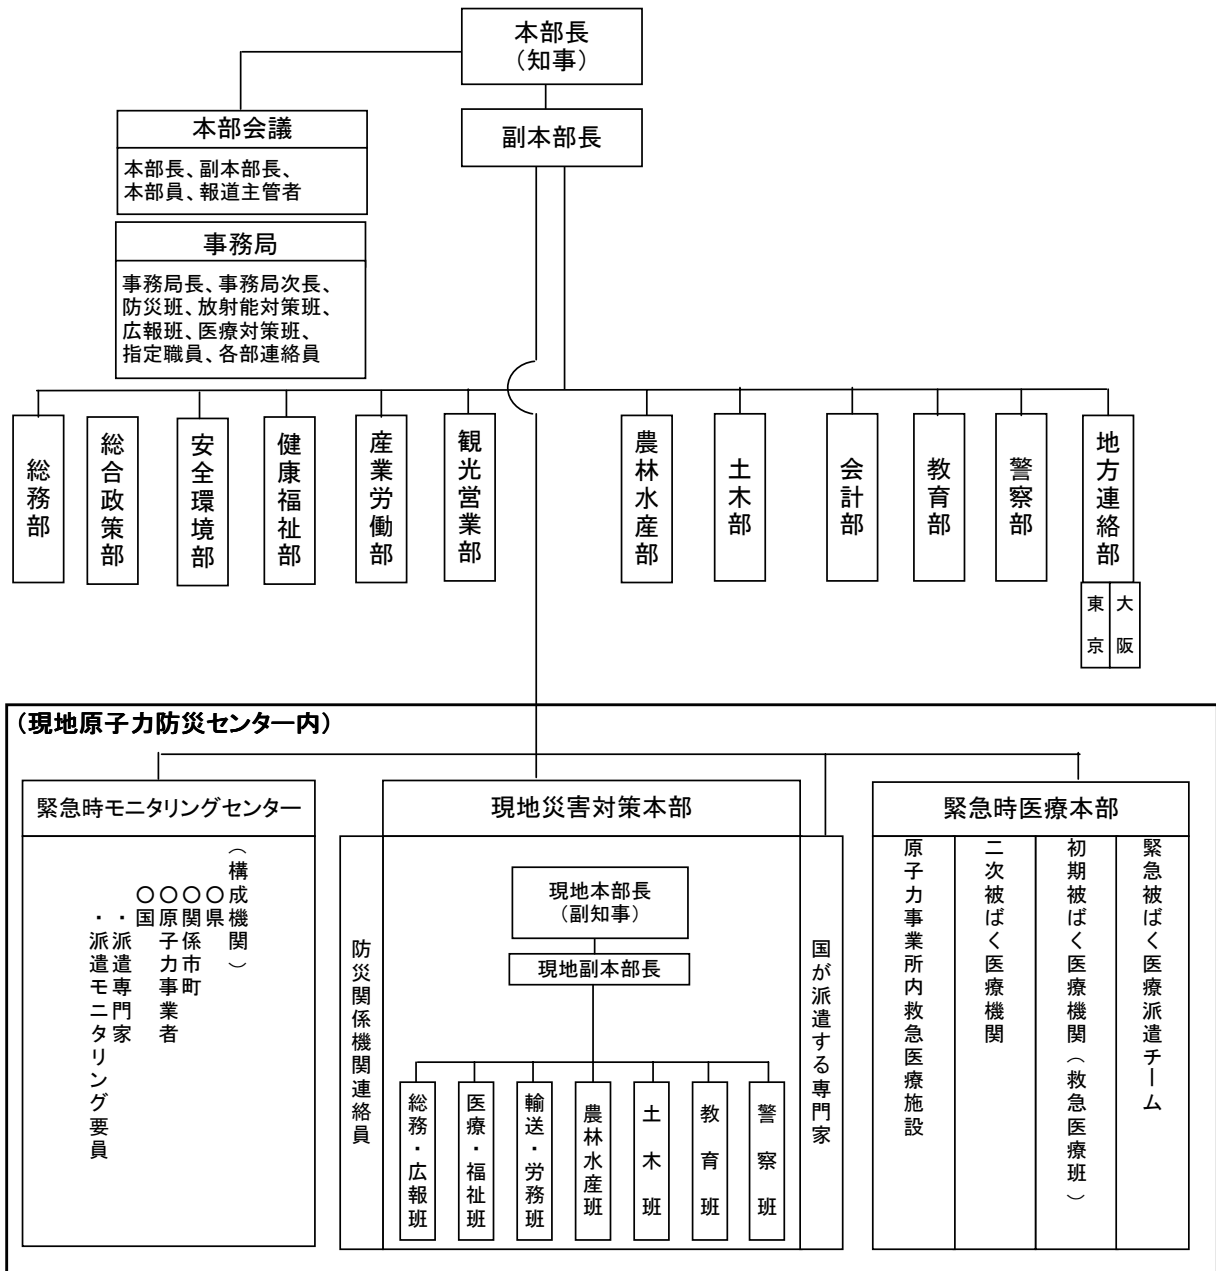 本部長
（知事）
本部会議
本部長、副本部長、
本部員、報道主管者
副本部長
事務局
事務局長、事務局次長、
防災班、放射能対策班、
広報班、医療対策班、
指定職員、各部連絡員
総務部
総合政策部
安全環境部
健康福祉部
産業労働部
観光営業部
農林水産部
土木部
会計部
教育部
警察部
地方連絡部
東京
大阪
（現地原子力防災センター内）
緊急時モニタリングセンター
（構成機関）
○県
○関係市町
○原子力事業者
○国
・派遣専門家
・派遣モニタリング要員
現地災害対策本部
防災関係機関連絡員
現地本部長
（副知事）
現地副本部長
総務・広報班
医療・福祉班
輸送・労務班
農林水産班
土木班
教育班
警察班
国が派遣する専門家
緊急時医療本部
緊急被ばく医療派遣チーム
初期被ばく医療機関（救急医療班）
二次被ばく医療機関
原子力事業所内救急医療施設